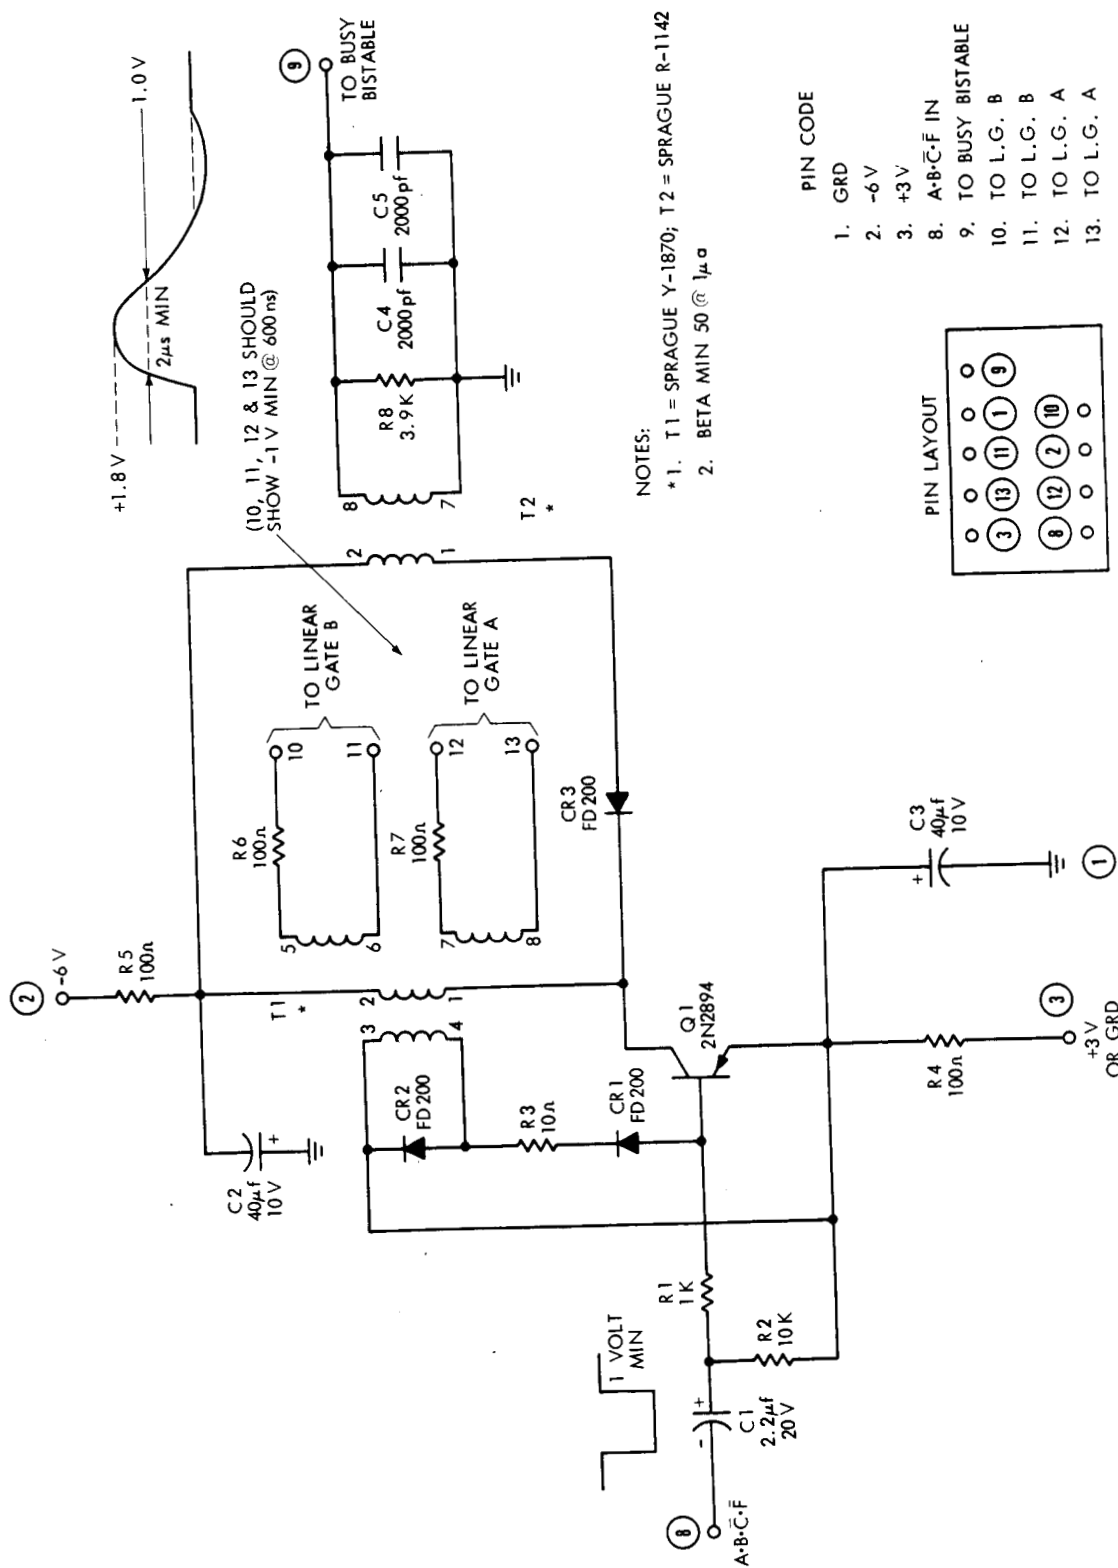 +1.8 V
1.0 V
2μs MIN
(10, 11, 12 & 13 SHOULD
SHOW -1 V MIN @ 600 ns)
9
TO BUSY
BISTABLE
8
7
T2
*
R8
3.9K
C4
2000pf
C5
2000pf
2
-6 V
R5
100Ω
C2
40μf
10 V
+
T1
*
3
4
2
1
5
6
R6
100Ω
10
11
TO LINEAR
GATE B
7
8
R7
100Ω
12
13
TO LINEAR
GATE A
2
1
CR2
FD200
R3
10Ω
CR1
FD200
CR3
FD200
Q1
2N2894
1 VOLT
MIN
8
A•B•C̄•F̄
-
+
C1
2.2μf
20 V
R1
1 K
R2
10K
R4
100Ω
3
+3 V
OR GRD
+
C3
40μf
10 V
1
NOTES:
*1. T1 = SPRAGUE Y-1870; T2 = SPRAGUE R-1142
2. BETA MIN 50 @ 1μa
PIN LAYOUT
3 13 11 1 9
8 12 2 10
PIN CODE
1. GRD
2. -6 V
3. +3 V
8. A•B•C̄•F̄ IN
9. TO BUSY BISTABLE
10. TO L.G. B
11. TO L.G. B
12. TO L.G. A
13. TO L.G. A